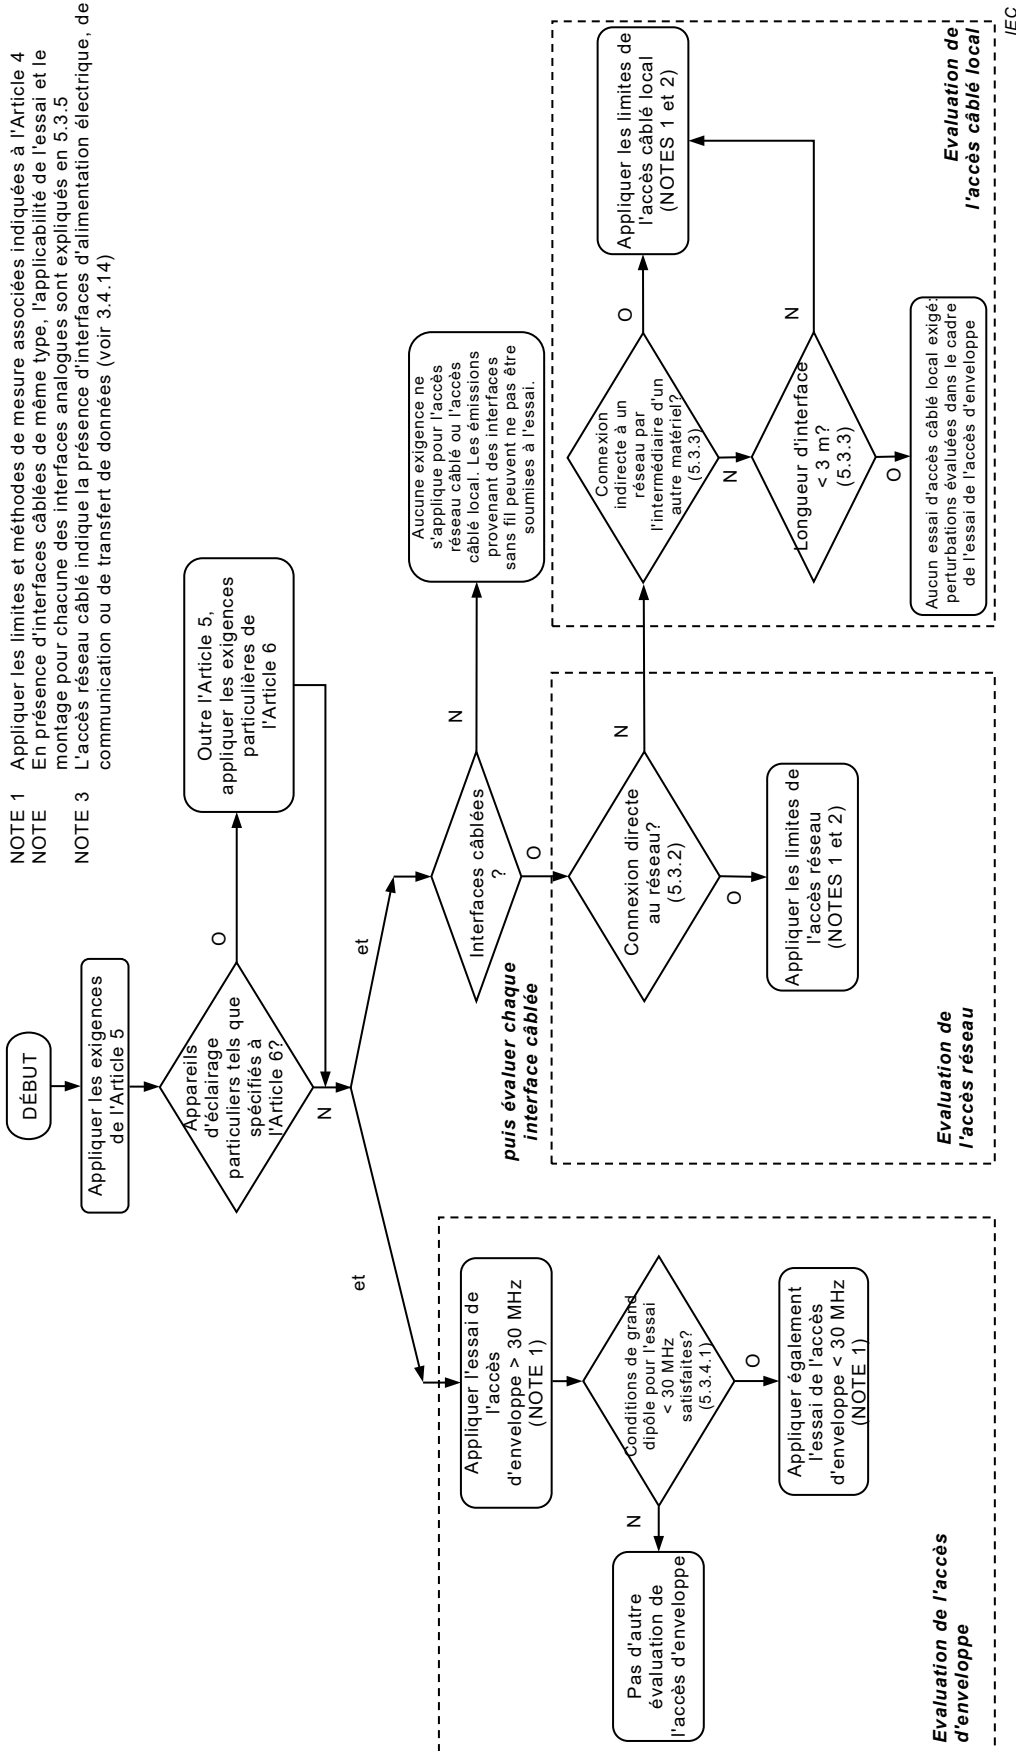 NOTE 1 Appliquer les limites et méthodes de mesure associées indiquées à l'Article 4
NOTE En présence d'interfaces câblées de même type, l'applicabilité de l'essai et le
montage pour chacune des interfaces analogues sont expliqués en 5.3.5
NOTE 3 L'accès réseau câblé indique la présence d'interfaces d'alimentation électrique, de
communication ou de transfert de données (voir 3.4.14)
DÉBUT
Appliquer les exigences
de l'Article 5
Appareils
d'éclairage
particuliers tels que
spécifiés à
l'Article 6?
O
N
Outre l'Article 5,
appliquer les exigences
particulières de
l'Article 6
et
et
Appliquer l'essai de
l'accès
d'enveloppe > 30 MHz
(NOTE 1)
Conditions de grand
dipôle pour l'essai
< 30 MHz
satisfaites?
(5.3.4.1)
N
O
Pas d'autre
évaluation de
l'accès d'enveloppe
Appliquer également
l'essai de l'accès
d'enveloppe < 30 MHz
(NOTE 1)
Evaluation de l'accès
d'enveloppe
Interfaces câblées
?
N
O
Aucune exigence ne
s'applique pour l'accès
réseau câblé ou l'accès
câblé local. Les émissions
provenant des interfaces
sans fil peuvent ne pas être
soumises à l'essai.
puis évaluer chaque
interface câblée
Connexion directe
au réseau?
(5.3.2)
N
O
Appliquer les limites de
l'accès réseau
(NOTES 1 et 2)
Evaluation de
l'accès réseau
Connexion
indirecte à un
réseau par
l'intermédiaire d'un
autre matériel?
(5.3.3)
O
N
Appliquer les limites de
l'accès câblé local
(NOTES 1 et 2)
Longueur d'interface
< 3 m?
(5.3.3)
N
O
Aucun essai d'accès câblé local exigé:
perturbations évaluées dans le cadre
de l'essai de l'accès d'enveloppe
Evaluation de
l'accès câblé local
IEC